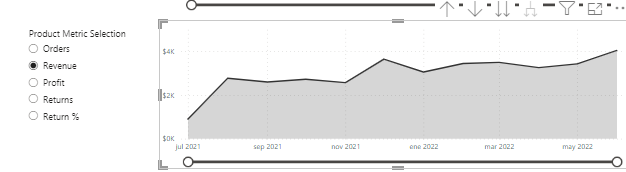 Product Metric Selection
Orders
Revenue
Profit
Returns
Return %
$4K
$2K
$0K
jul 2021 sep 2021 nov 2021 ene 2022 mar 2022 may 2022